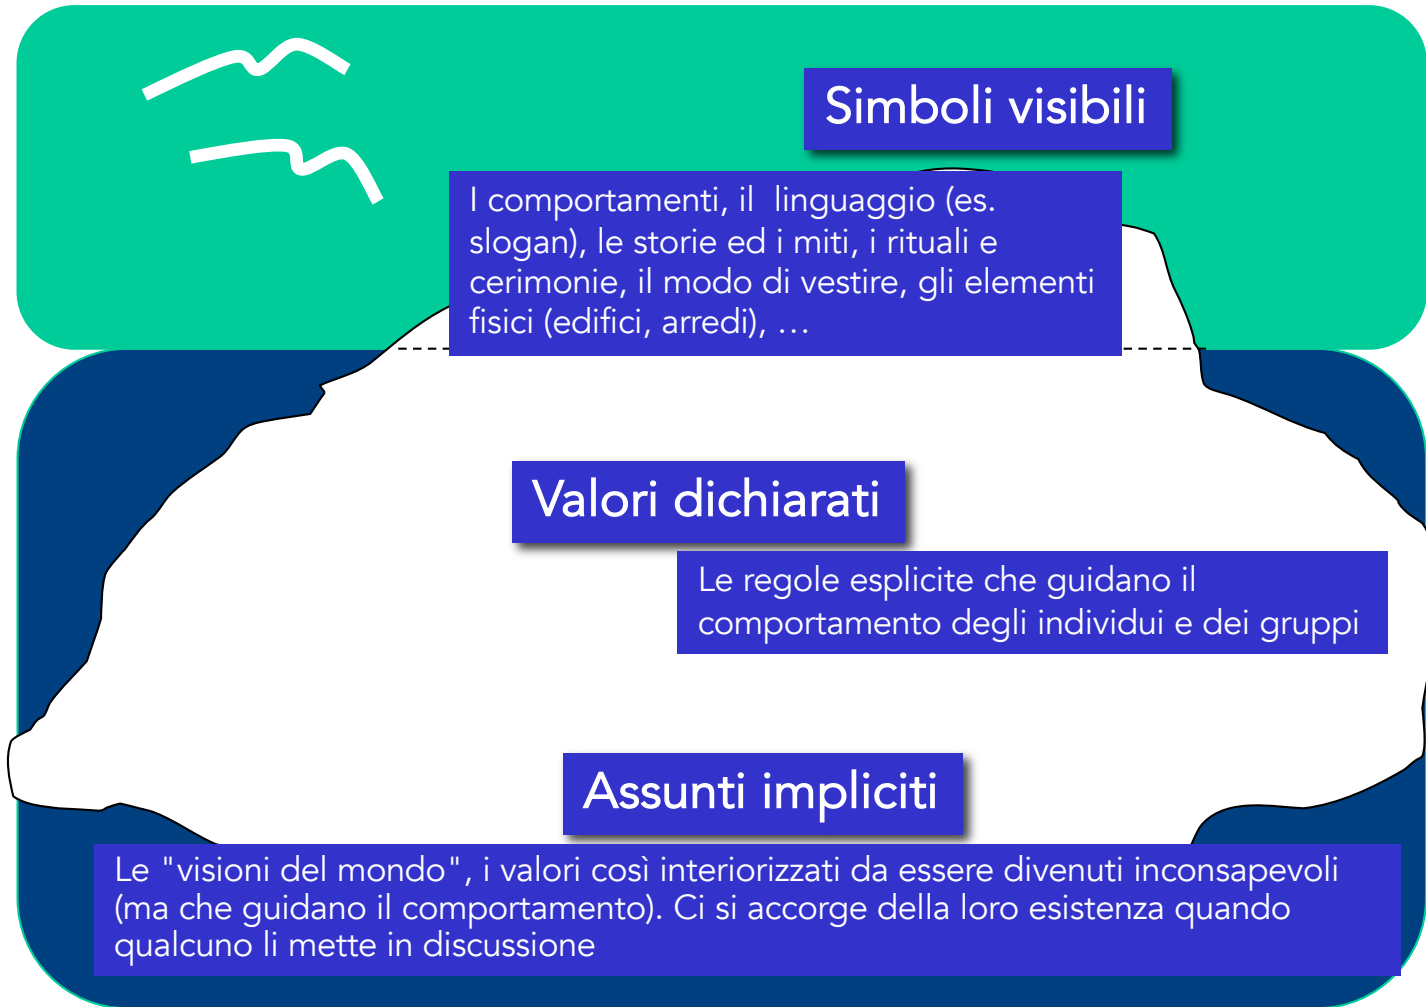 Simboli visibili
I comportamenti, il  linguaggio (es.
slogan), le storie ed i miti, i rituali e
cerimonie, il modo di vestire, gli elementi
fisici (edifici, arredi), …
Valori dichiarati
Le regole esplicite che guidano il
comportamento degli individui e dei gruppi
Assunti impliciti
Le "visioni del mondo", i valori così interiorizzati da essere divenuti inconsapevoli
(ma che guidano il comportamento). Ci si accorge della loro esistenza quando
qualcuno li mette in discussione